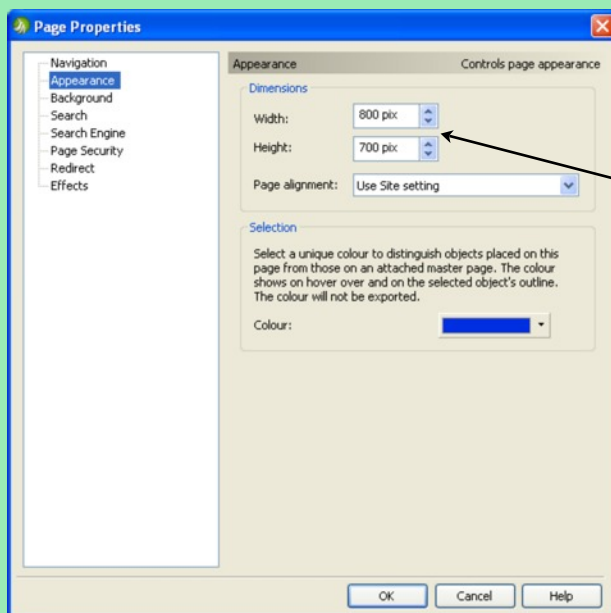 Page Properties
Navigation
Appearance
Background
Search
Search Engine
Page Security
Redirect
Effects
Appearance Controls page appearance
Dimensions
Width: 800 pix
Height: 700 pix
Page alignment: Use Site setting
Selection
Select a unique colour to distinguish objects placed on this
page from those on an attached master page. The colour
shows on hover over and on the selected object's outline.
The colour will not be exported.
Colour:
OK Cancel Help